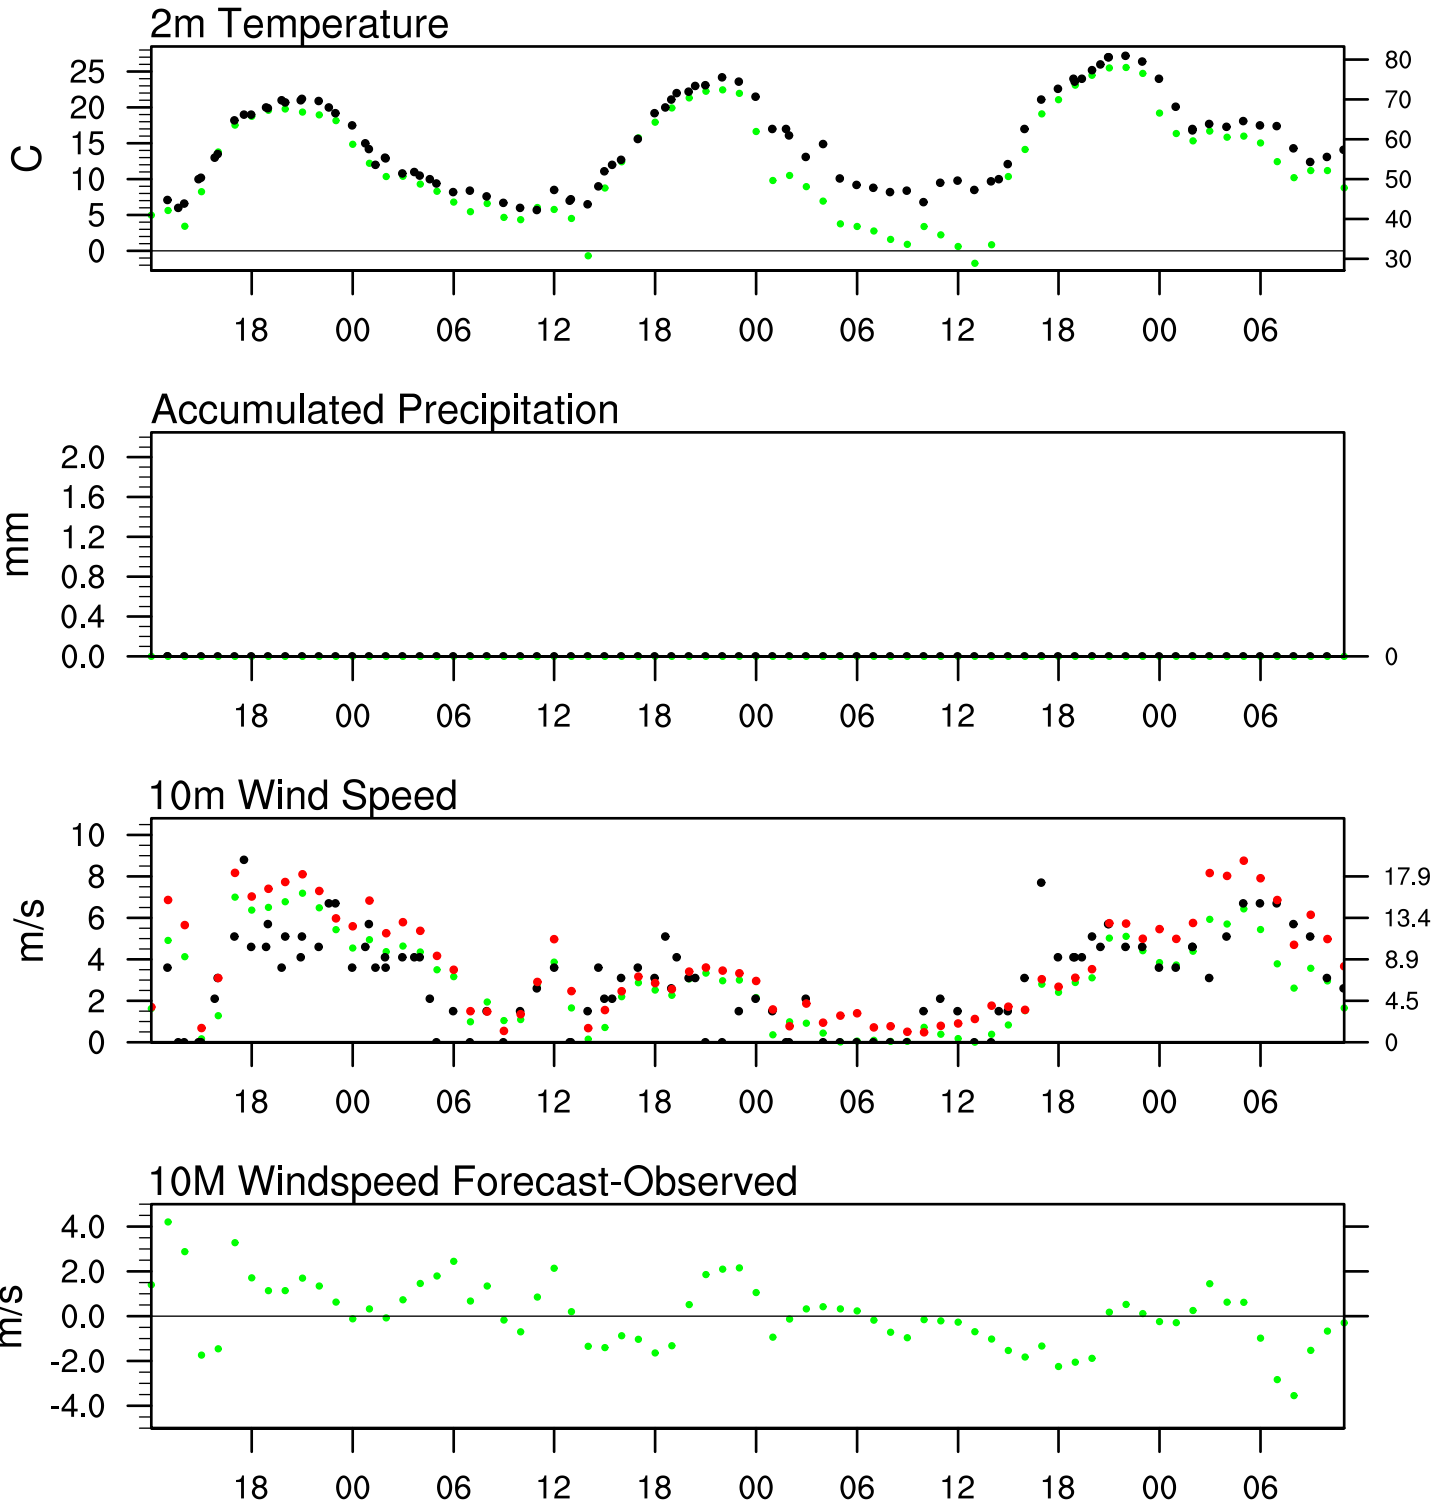 2m Temperature
25
20
15
10
5
0
C
80
70
60
50
40
30
18 00 06 12 18 00 06 12 18 00 06
Accumulated Precipitation
2.0
1.6
1.2
0.8
0.4
0.0
mm
0
18 00 06 12 18 00 06 12 18 00 06
10m Wind Speed
10
8
6
4
2
0
m/s
17.9
13.4
8.9
4.5
0
18 00 06 12 18 00 06 12 18 00 06
10M Windspeed Forecast-Observed
4.0
2.0
0.0
-2.0
-4.0
m/s
18 00 06 12 18 00 06 12 18 00 06